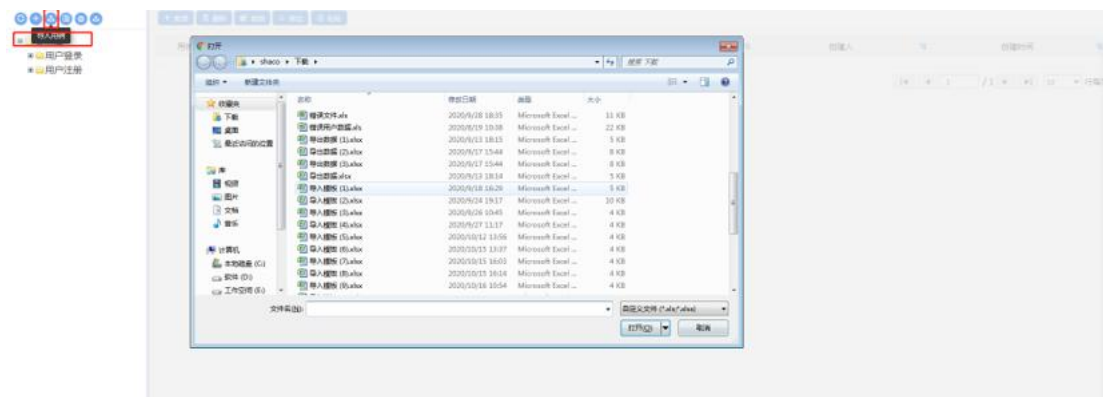 导入用例
用户登录
用户注册
打开
shaco ▸ 下载 ▸
搜索 下载
组织 ▾ 新建文件夹
收藏夹
下载
桌面
最近访问的位置
库
视频
图片
文档
音乐
计算机
本地磁盘 (C:)
软件 (D:)
工作空间 (E:)
名称 修改日期 类型 大小
错误文件.xls 2020/9/28 18:35 Microsoft Excel ... 11 KB
错误用户数据.xls 2020/8/19 10:38 Microsoft Excel ... 22 KB
导出数据 (1).xlsx 2020/9/13 18:15 Microsoft Excel ... 5 KB
导出数据 (2).xlsx 2020/9/17 15:44 Microsoft Excel ... 8 KB
导出数据 (3).xlsx 2020/9/17 15:44 Microsoft Excel ... 8 KB
导出数据.xlsx 2020/9/13 18:14 Microsoft Excel ... 5 KB
导入模板 (1).xlsx 2020/9/18 16:29 Microsoft Excel ... 5 KB
导入模板 (2).xlsx 2020/9/24 19:17 Microsoft Excel ... 10 KB
导入模板 (3).xlsx 2020/9/26 10:45 Microsoft Excel ... 4 KB
导入模板 (4).xlsx 2020/9/27 11:17 Microsoft Excel ... 4 KB
导入模板 (5).xlsx 2020/10/12 13:56 Microsoft Excel ... 4 KB
导入模板 (6).xlsx 2020/10/15 13:37 Microsoft Excel ... 4 KB
导入模板 (7).xlsx 2020/10/15 16:03 Microsoft Excel ... 4 KB
导入模板 (8).xlsx 2020/10/15 16:14 Microsoft Excel ... 4 KB
导入模板 (9).xlsx 2020/10/16 10:54 Microsoft Excel ... 4 KB
文件名(N):
自定义文件 (*.xls;*.xlsx)
打开(O) 取消
创建人
创建时间